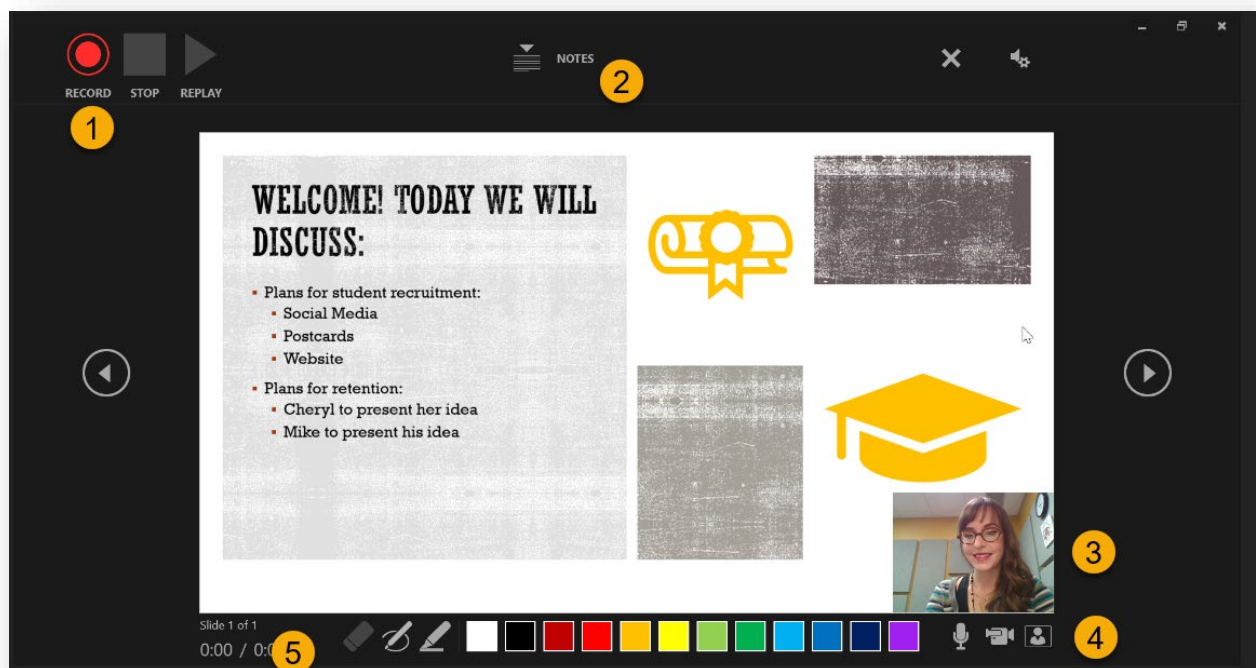 RECORD STOP REPLAY
NOTES
1
2
WELCOME! TODAY WE WILL
DISCUSS:
▪ Plans for student recruitment:
▪ Social Media
▪ Postcards
▪ Website
▪ Plans for retention:
▪ Cheryl to present her idea
▪ Mike to present his idea
3
Slide 1 of 1
0:00 /
5
4